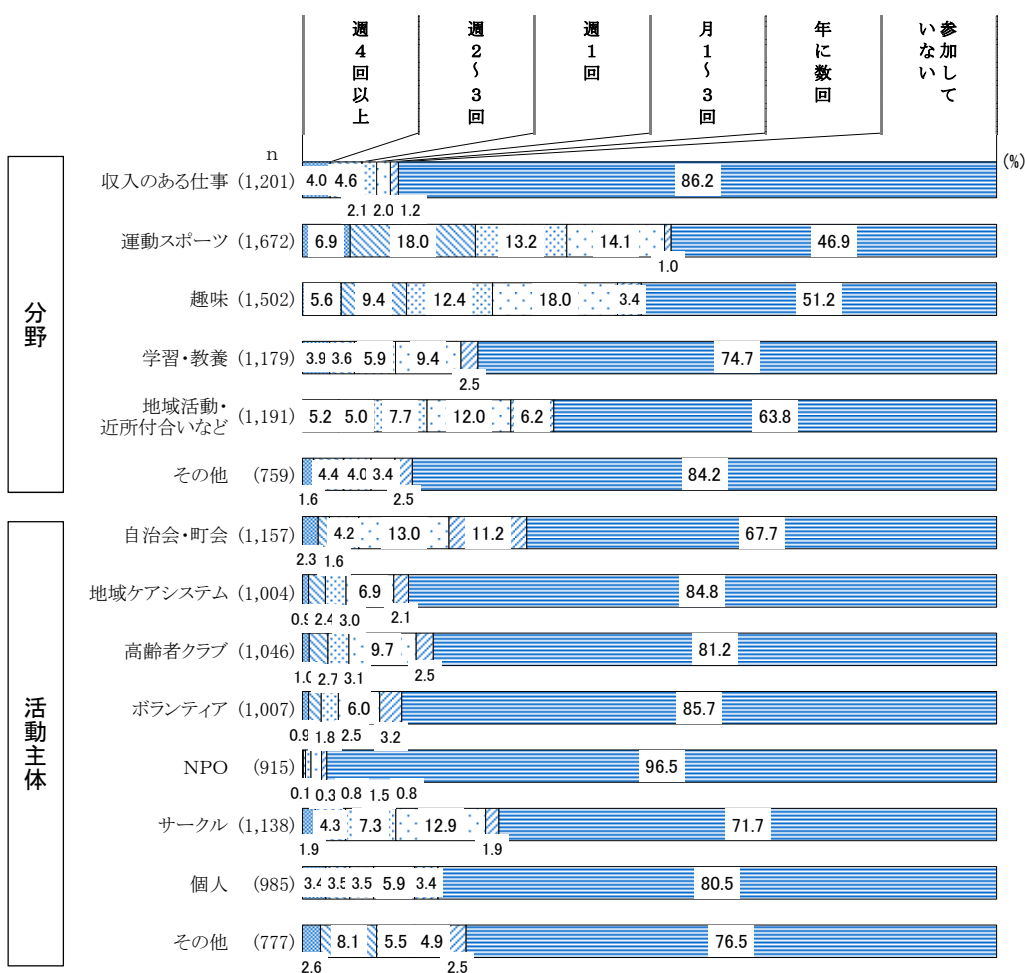 週4回以上
週2～3回
週1回
月1～3回
年に数回
参加して
いない
n
(%)
分野
収入のある仕事 (1,201) 4.0 4.6 86.2
2.1 2.0 1.2
運動スポーツ (1,672) 6.9 18.0 13.2 14.1 46.9
1.0
趣味 (1,502) 5.6 9.4 12.4 18.0 3.4 51.2
学習・教養 (1,179) 3.9 3.6 5.9 9.4 74.7
2.5
地域活動・
近所付合いなど (1,191) 5.2 5.0 7.7 12.0 6.2 63.8
その他 (759) 4.4 4.0 3.4 84.2
1.6 2.5
活動主体
自治会・町会 (1,157) 4.2 13.0 11.2 67.7
2.3 1.6
地域ケアシステム (1,004) 6.9 84.8
0.9 2.4 3.0 2.1
高齢者クラブ (1,046) 9.7 81.2
1.0 2.7 3.1 2.5
ボランティア (1,007) 6.0 85.7
0.9 1.8 2.5 3.2
NPO (915) 96.5
0.1 0.3 0.8 1.5 0.8
サークル (1,138) 4.3 7.3 12.9 71.7
1.9 1.9
個人 (985) 3.4 3.5 3.5 5.9 3.4 80.5
その他 (777) 8.1 5.5 4.9 76.5
2.6 2.5